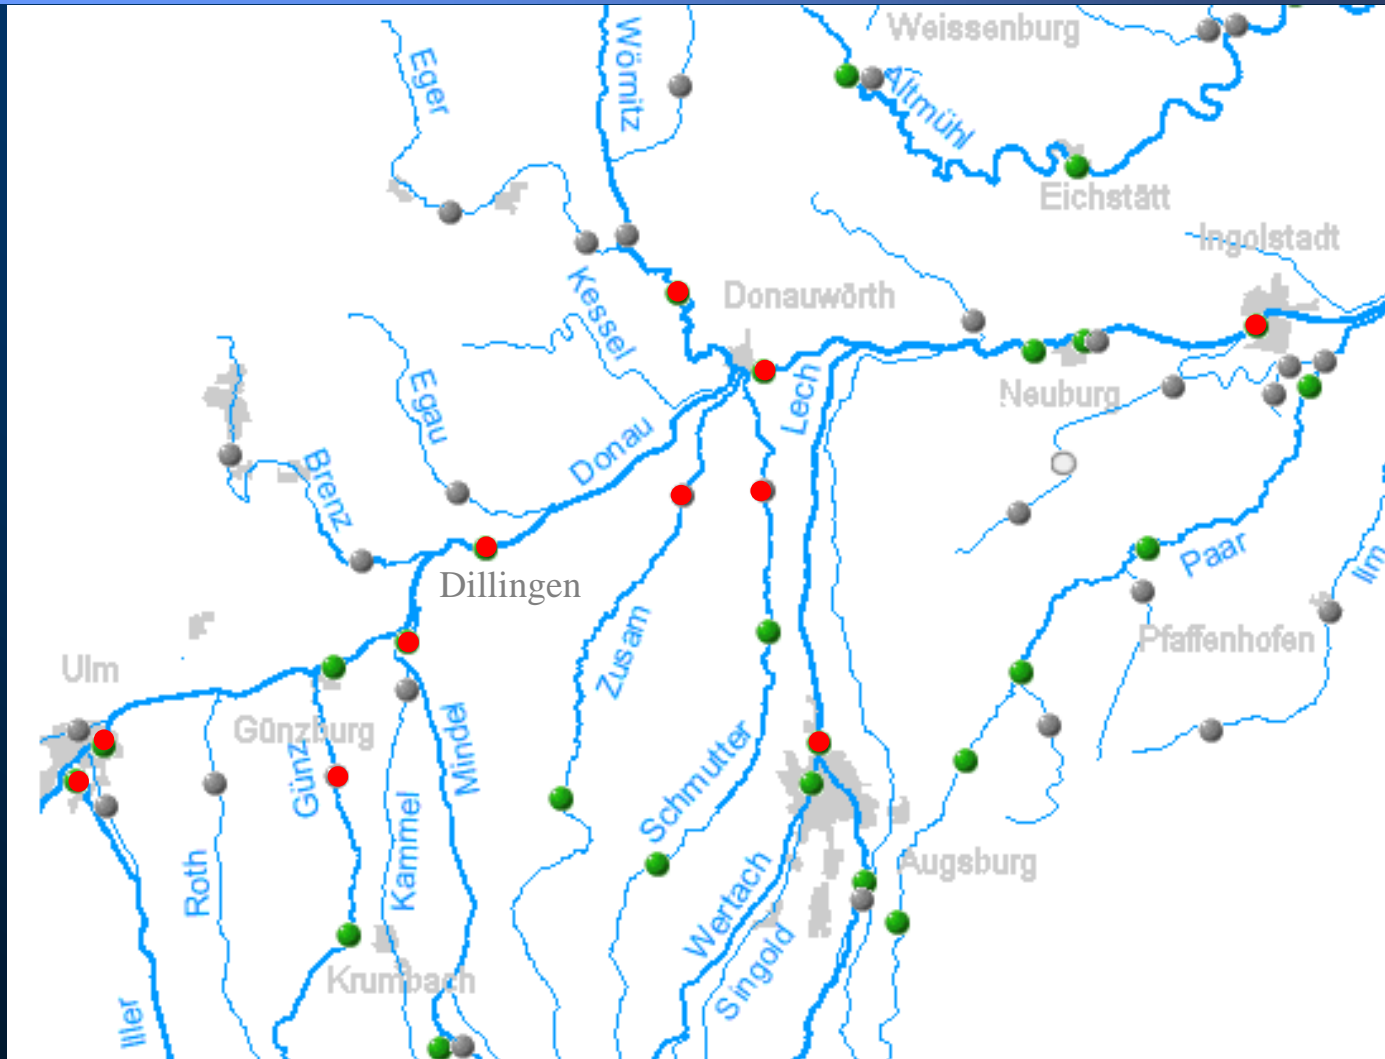 Weissenburg
Wörnitz
Eger
Altmühl
Eichstätt
Ingolstadt
Kessel
Donauwörth
Lech
Neuburg
Egau
Donau
Brenz
Dillingen
Paar
Ilm
Zusam
Pfaffenhofen
Ulm
Günzburg
Mindel
Günz
Schmutter
Kammel
Roth
Augsburg
Wertach
Singold
Krumbach
Iller